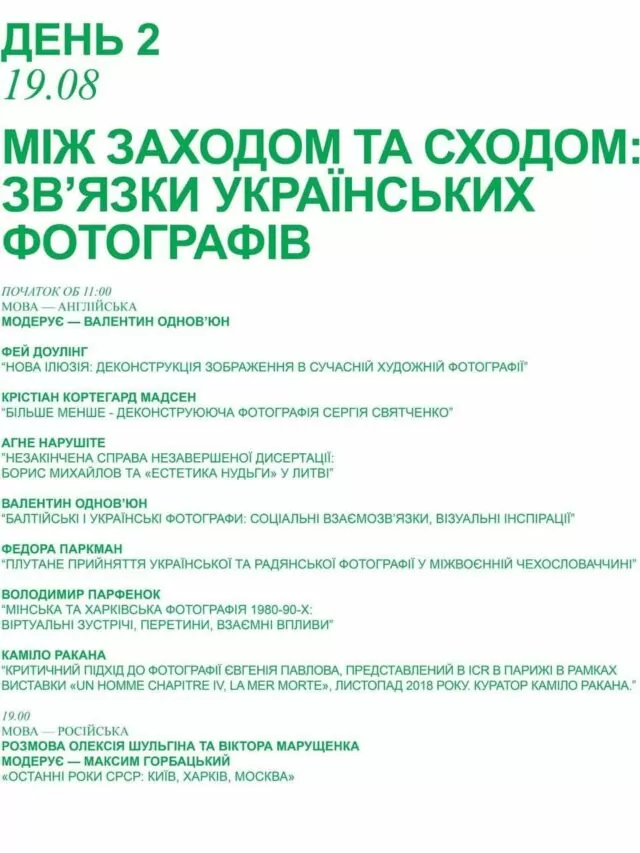 ДЕНЬ 2
19.08
МІЖ ЗАХОДОМ ТА СХОДОМ:
ЗВ’ЯЗКИ УКРАЇНСЬКИХ
ФОТОГРАФІВ
ПОЧАТОК ОБ 11:00
МОВА — АНГЛІЙСЬКА
МОДЕРУЄ — ВАЛЕНТИН ОДНОВ’ЮН
ФЕЙ ДОУЛІНГ
“НОВА ІЛЮЗІЯ: ДЕКОНСТРУКЦІЯ ЗОБРАЖЕННЯ В СУЧАСНІЙ ХУДОЖНІЙ ФОТОГРАФІЇ”
КРІСТІАН КОРТЕГАРД МАДСЕН
“БІЛЬШЕ МЕНШЕ - ДЕКОНСТРУЮЮЧА ФОТОГРАФІЯ СЕРГІЯ СВЯТЧЕНКО”
АГНЕ НАРУШІТЕ
”НЕЗАКІНЧЕНА СПРАВА НЕЗАВЕРШЕНОЇ ДИСЕРТАЦІЇ:
БОРИС МИХАЙЛОВ ТА «ЕСТЕТИКА НУДЬГИ» У ЛИТВІ”
ВАЛЕНТИН ОДНОВ’ЮН
“БАЛТІЙСЬКІ І УКРАЇНСЬКІ ФОТОГРАФИ: СОЦІАЛЬНІ ВЗАЄМОЗВ’ЯЗКИ, ВІЗУАЛЬНІ ІНСПІРАЦІЇ”
ФЕДОРА ПАРКМАН
“ПЛУТАНЕ ПРИЙНЯТТЯ УКРАЇНСЬКОЇ ТА РАДЯНСЬКОЇ ФОТОГРАФІЇ У МІЖВОЄННІЙ ЧЕХОСЛОВАЧЧИНІ”
ВОЛОДИМИР ПАРФЕНОК
“МІНСЬКА ТА ХАРКІВСЬКА ФОТОГРАФІЯ 1980-90-Х:
ВІРТУАЛЬНІ ЗУСТРІЧІ, ПЕРЕТИНИ, ВЗАЄМНІ ВПЛИВИ”
КАМІЛО РАКАНА
“КРИТИЧНИЙ ПІДХІД ДО ФОТОГРАФІЇ ЄВГЕНІЯ ПАВЛОВА, ПРЕДСТАВЛЕНИЙ В ICR В ПАРИЖІ В РАМКАХ
ВИСТАВКИ «UN HOMME CHAPITRE IV, LA MER MORTE», ЛИСТОПАД 2018 РОКУ. КУРАТОР КАМІЛО РАКАНА.”
19.00
МОВА — РОСІЙСЬКА
РОЗМОВА ОЛЕКСІЯ ШУЛЬГІНА ТА ВІКТОРА МАРУЩЕНКА
МОДЕРУЄ — МАКСИМ ГОРБАЦЬКИЙ
«ОСТАННІ РОКИ СРСР: КИЇВ, ХАРКІВ, МОСКВА»